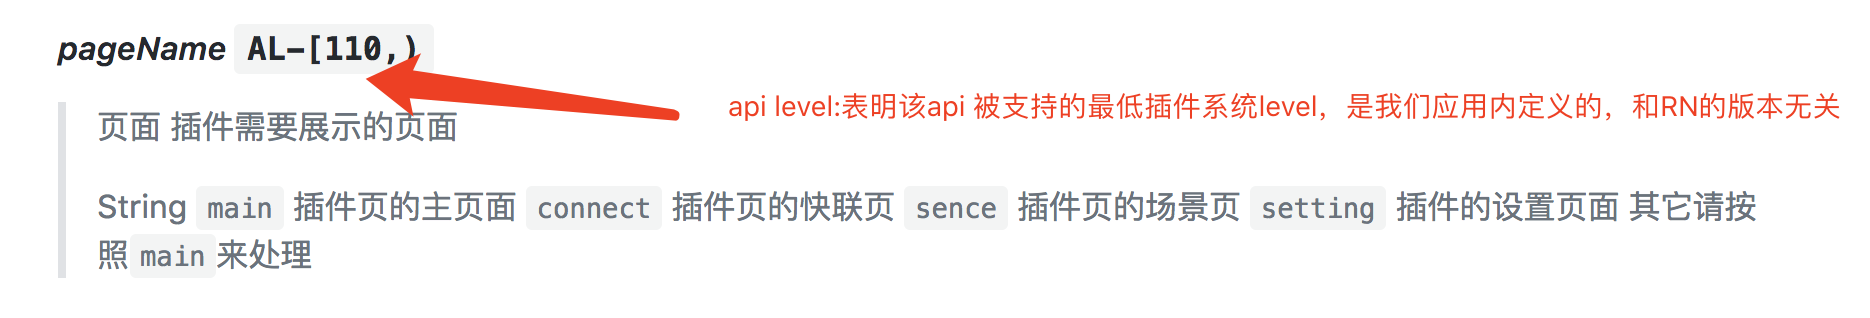 pageName AL-[110,)
api level:表明该api 被支持的最低插件系统level，是我们应用内定义的，和RN的版本无关
页面 插件需要展示的页面
String main 插件页的主页面 connect 插件页的快联页 sence 插件页的场景页 setting 插件的设置页面 其它请按
照main来处理